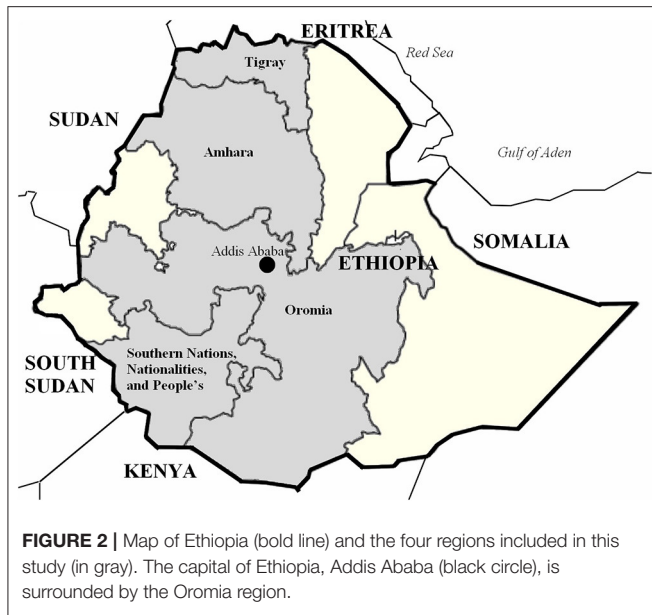 ERITREA
Red Sea
Tigray
SUDAN
Amhara
Gulf of Aden
SOMALIA
Addis Ababa
ETHIOPIA
Oromia
SOUTH
SUDAN
Southern Nations,
Nationalities,
and People's
KENYA
FIGURE 2 | Map of Ethiopia (bold line) and the four regions included in this
study (in gray). The capital of Ethiopia, Addis Ababa (black circle), is
surrounded by the Oromia region.